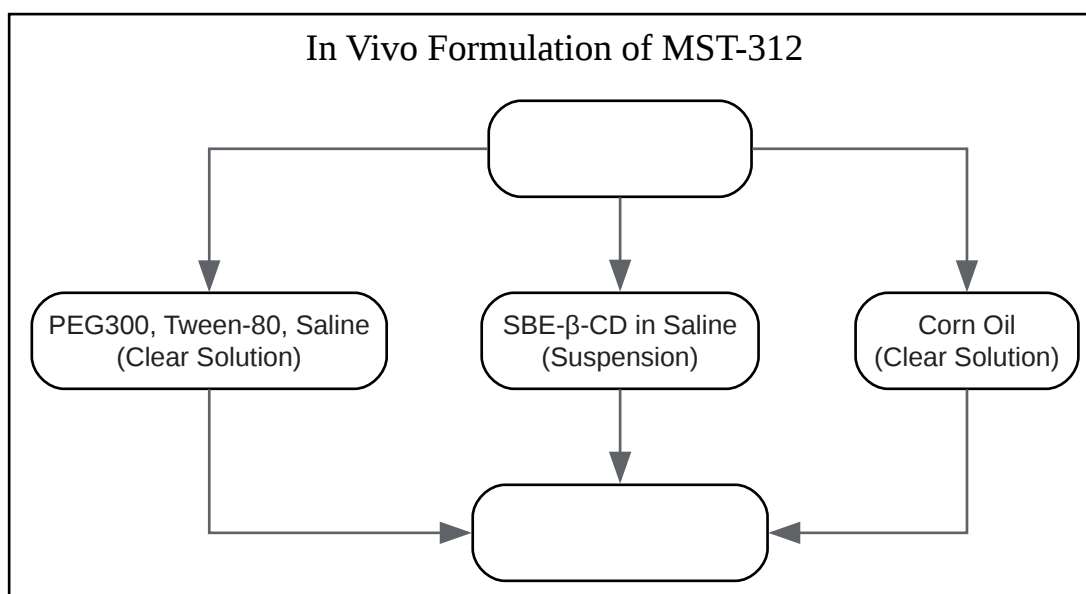 In Vivo Formulation of MST-312
PEG300, Tween-80, Saline
(Clear Solution)
SBE-β-CD in Saline
(Suspension)
Corn Oil
(Clear Solution)